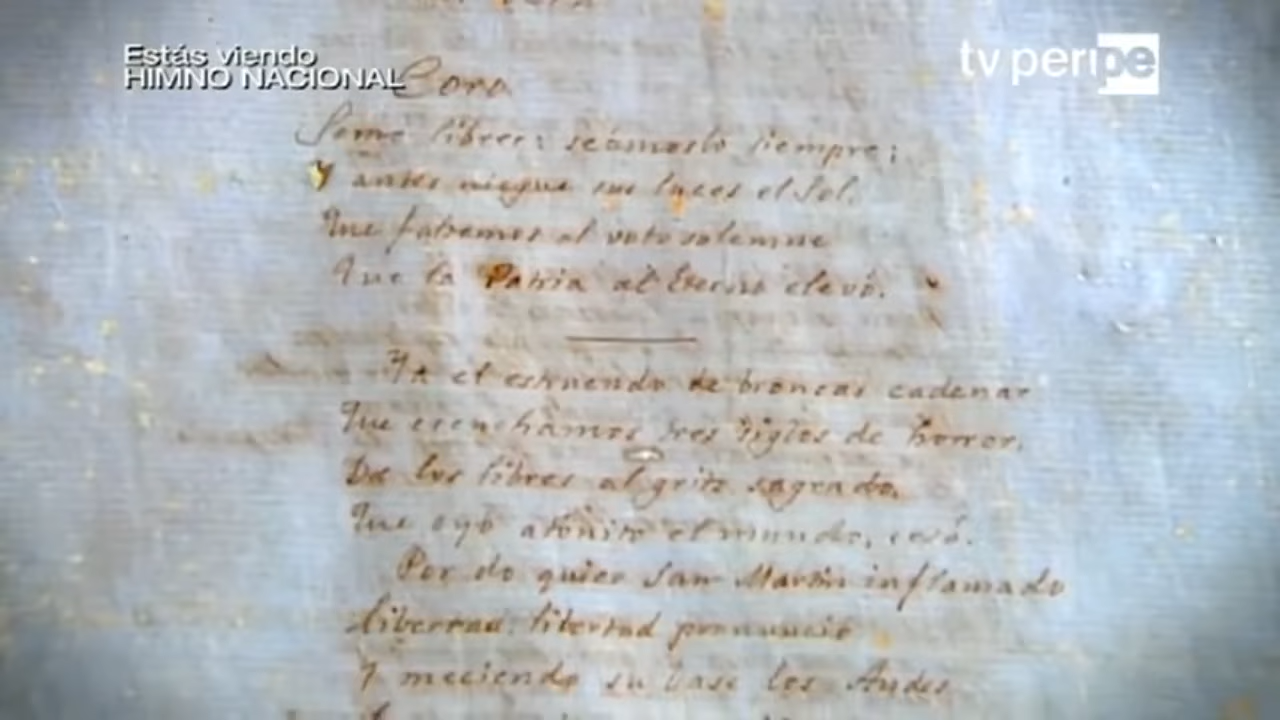 Estás viendo
HIMNO NACIONAL
tv perú pe
Coro
Somos libres: seámoslo siempre;
Y antes niegue sus luces el Sol,
Que faltemos al voto solemne
Que la Patria al Eterno elevó.
Ya el estruendo de broncas cadenas
Que escuchamos tres siglos de horror,
De los libres al grito sagrado,
Que oyó atónito el mundo, cesó.
Por do quier San Martin inflamado
Libertad, libertad pronunció
Y meciendo su base los Andes